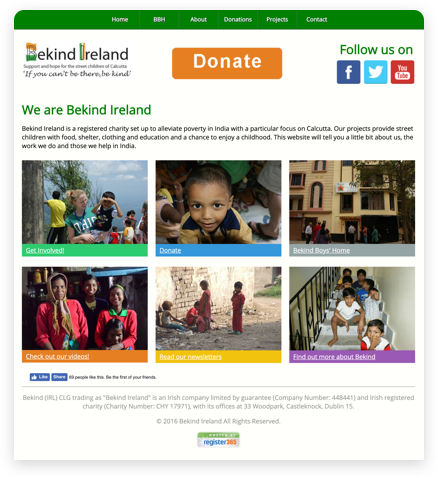 Home BBH About Donations Projects Contact
Bekind Ireland
Support and hope for the street children of Calcutta
"If you can't be there, be kind'
Donate
Follow us on
You
Tube
We are Bekind Ireland
Bekind Ireland is a registered charity set up to alleviate poverty in India with a particular focus on Calcutta. Our projects provide street
children with food, shelter, clothing and education and a chance to enjoy a childhood. This website will tell you a little bit about us, the
work we do and those we help in India.
Get Involved!
Donate
Bekind Boys' Home
Check out our videos!
Read our newsletters
Find out more about Bekind
Like Share 89 people like this. Be the first of your friends.
Bekind (IRL) CLG trading at "Bekind Ireland" is an Irish company limited by guarantee (Company Number: 448441) and Irish registered
charity (Charity Number: CHY 17971), with its offices at 33 Woodpark, Castleknock, Dublin 15.
© 2016 Bekind Ireland All Rights Reserved.
register365